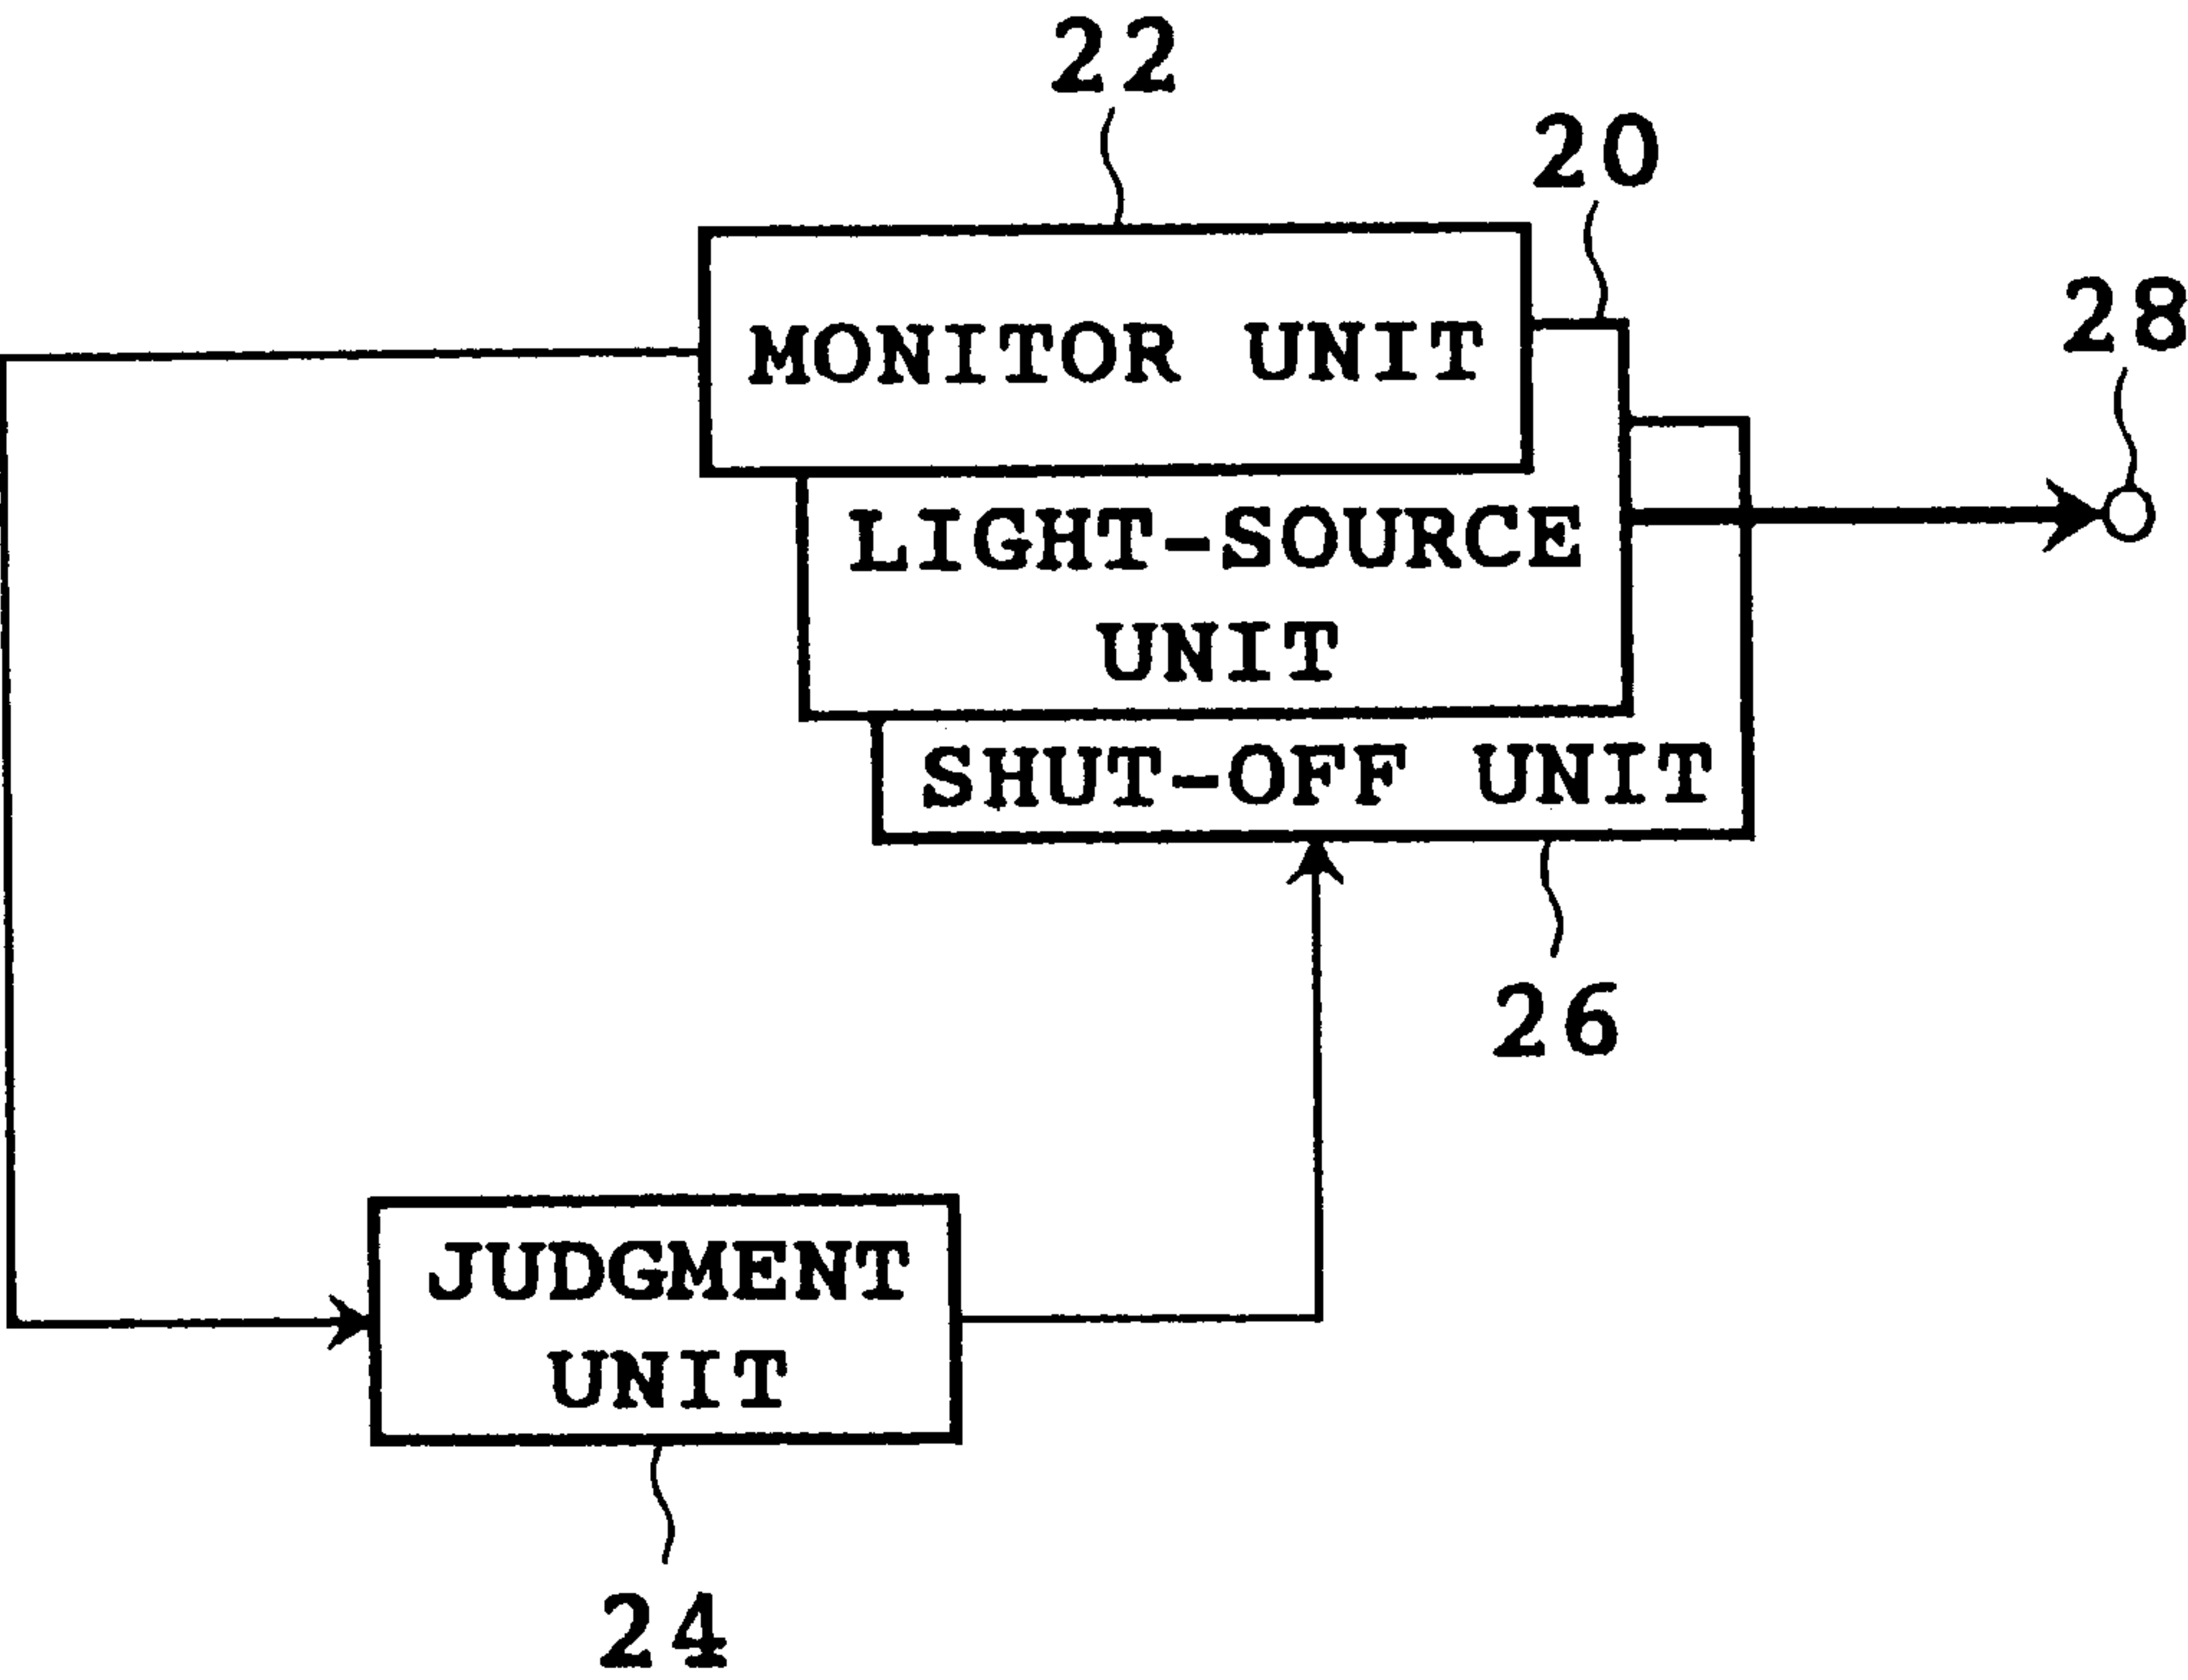 22
20
28
MONITOR UNIT
LIGHT-SOURCE
UNIT
SHUT-OFF UNIT
26
JUDGMENT
UNIT
24